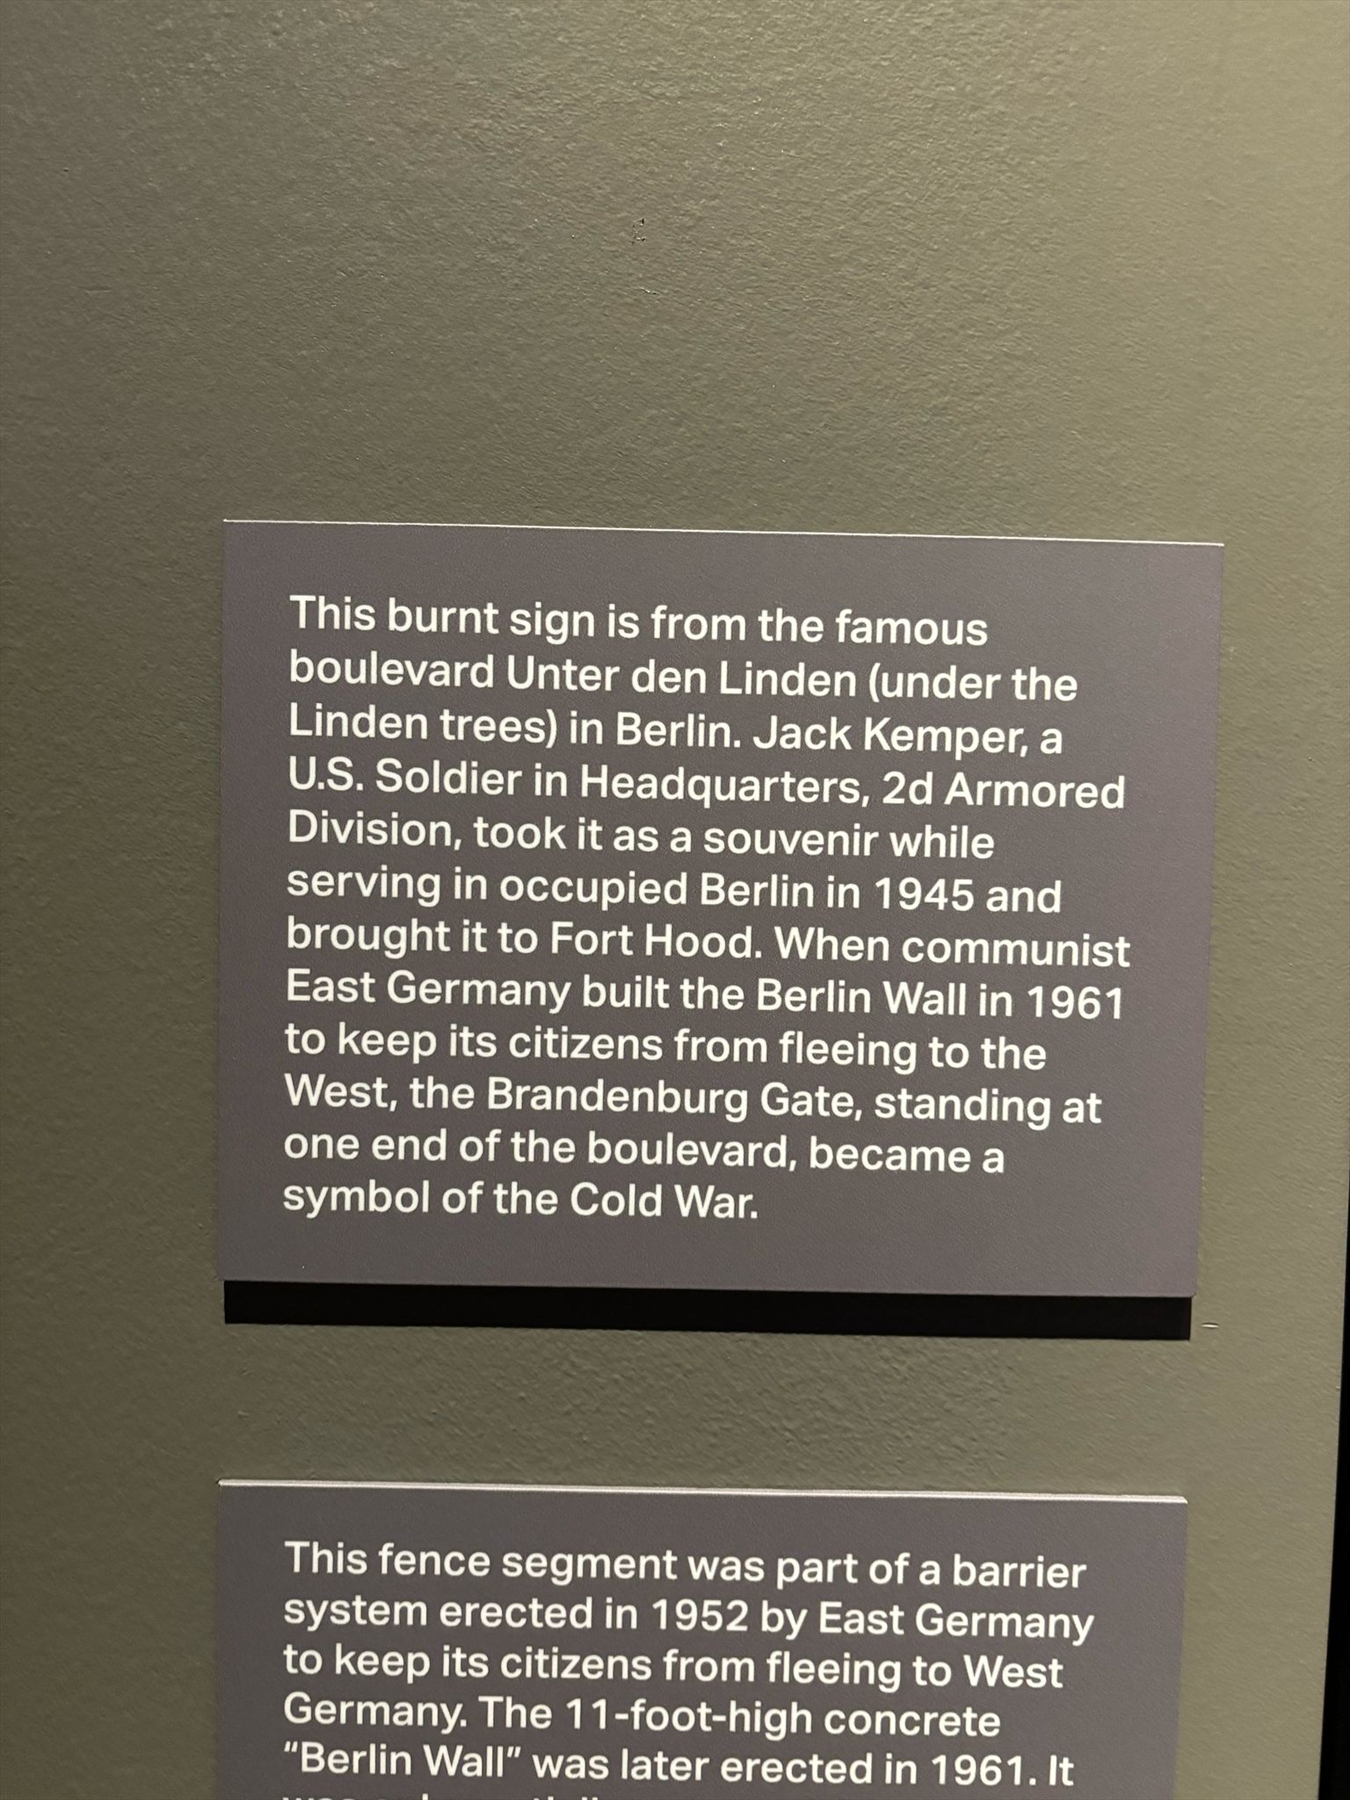 This burnt sign is from the famous
boulevard Unter den Linden (under the
Linden trees) in Berlin. Jack Kemper, a
U.S. Soldier in Headquarters, 2d Armored
Division, took it as a souvenir while
serving in occupied Berlin in 1945 and
brought it to Fort Hood. When communist
East Germany built the Berlin Wall in 1961
to keep its citizens from fleeing to the
West, the Brandenburg Gate, standing at
one end of the boulevard, became a
symbol of the Cold War.
This fence segment was part of a barrier
system erected in 1952 by East Germany
to keep its citizens from fleeing to West
Germany. The 11-foot-high concrete
“Berlin Wall” was later erected in 1961. It